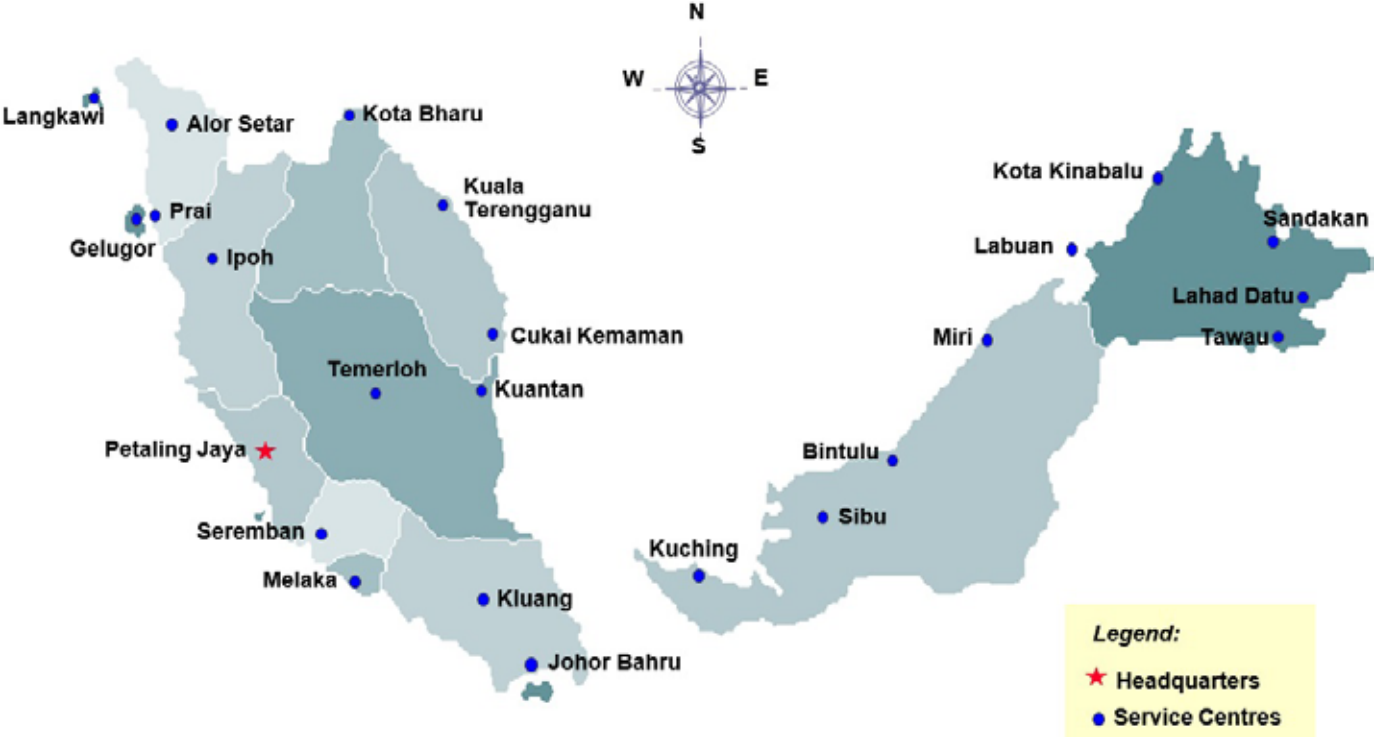 N
W
E
S
Langkawi
Alor Setar
Kota Bharu
Kuala
Terengganu
Prai
Gelugor
Ipoh
Cukai Kemaman
Temerloh
Kuantan
Petaling Jaya
Seremban
Melaka
Kluang
Johor Bahru
Kota Kinabalu
Sandakan
Labuan
Lahad Datu
Miri
Tawau
Bintulu
Sibu
Kuching
Legend:
Headquarters
Service Centres